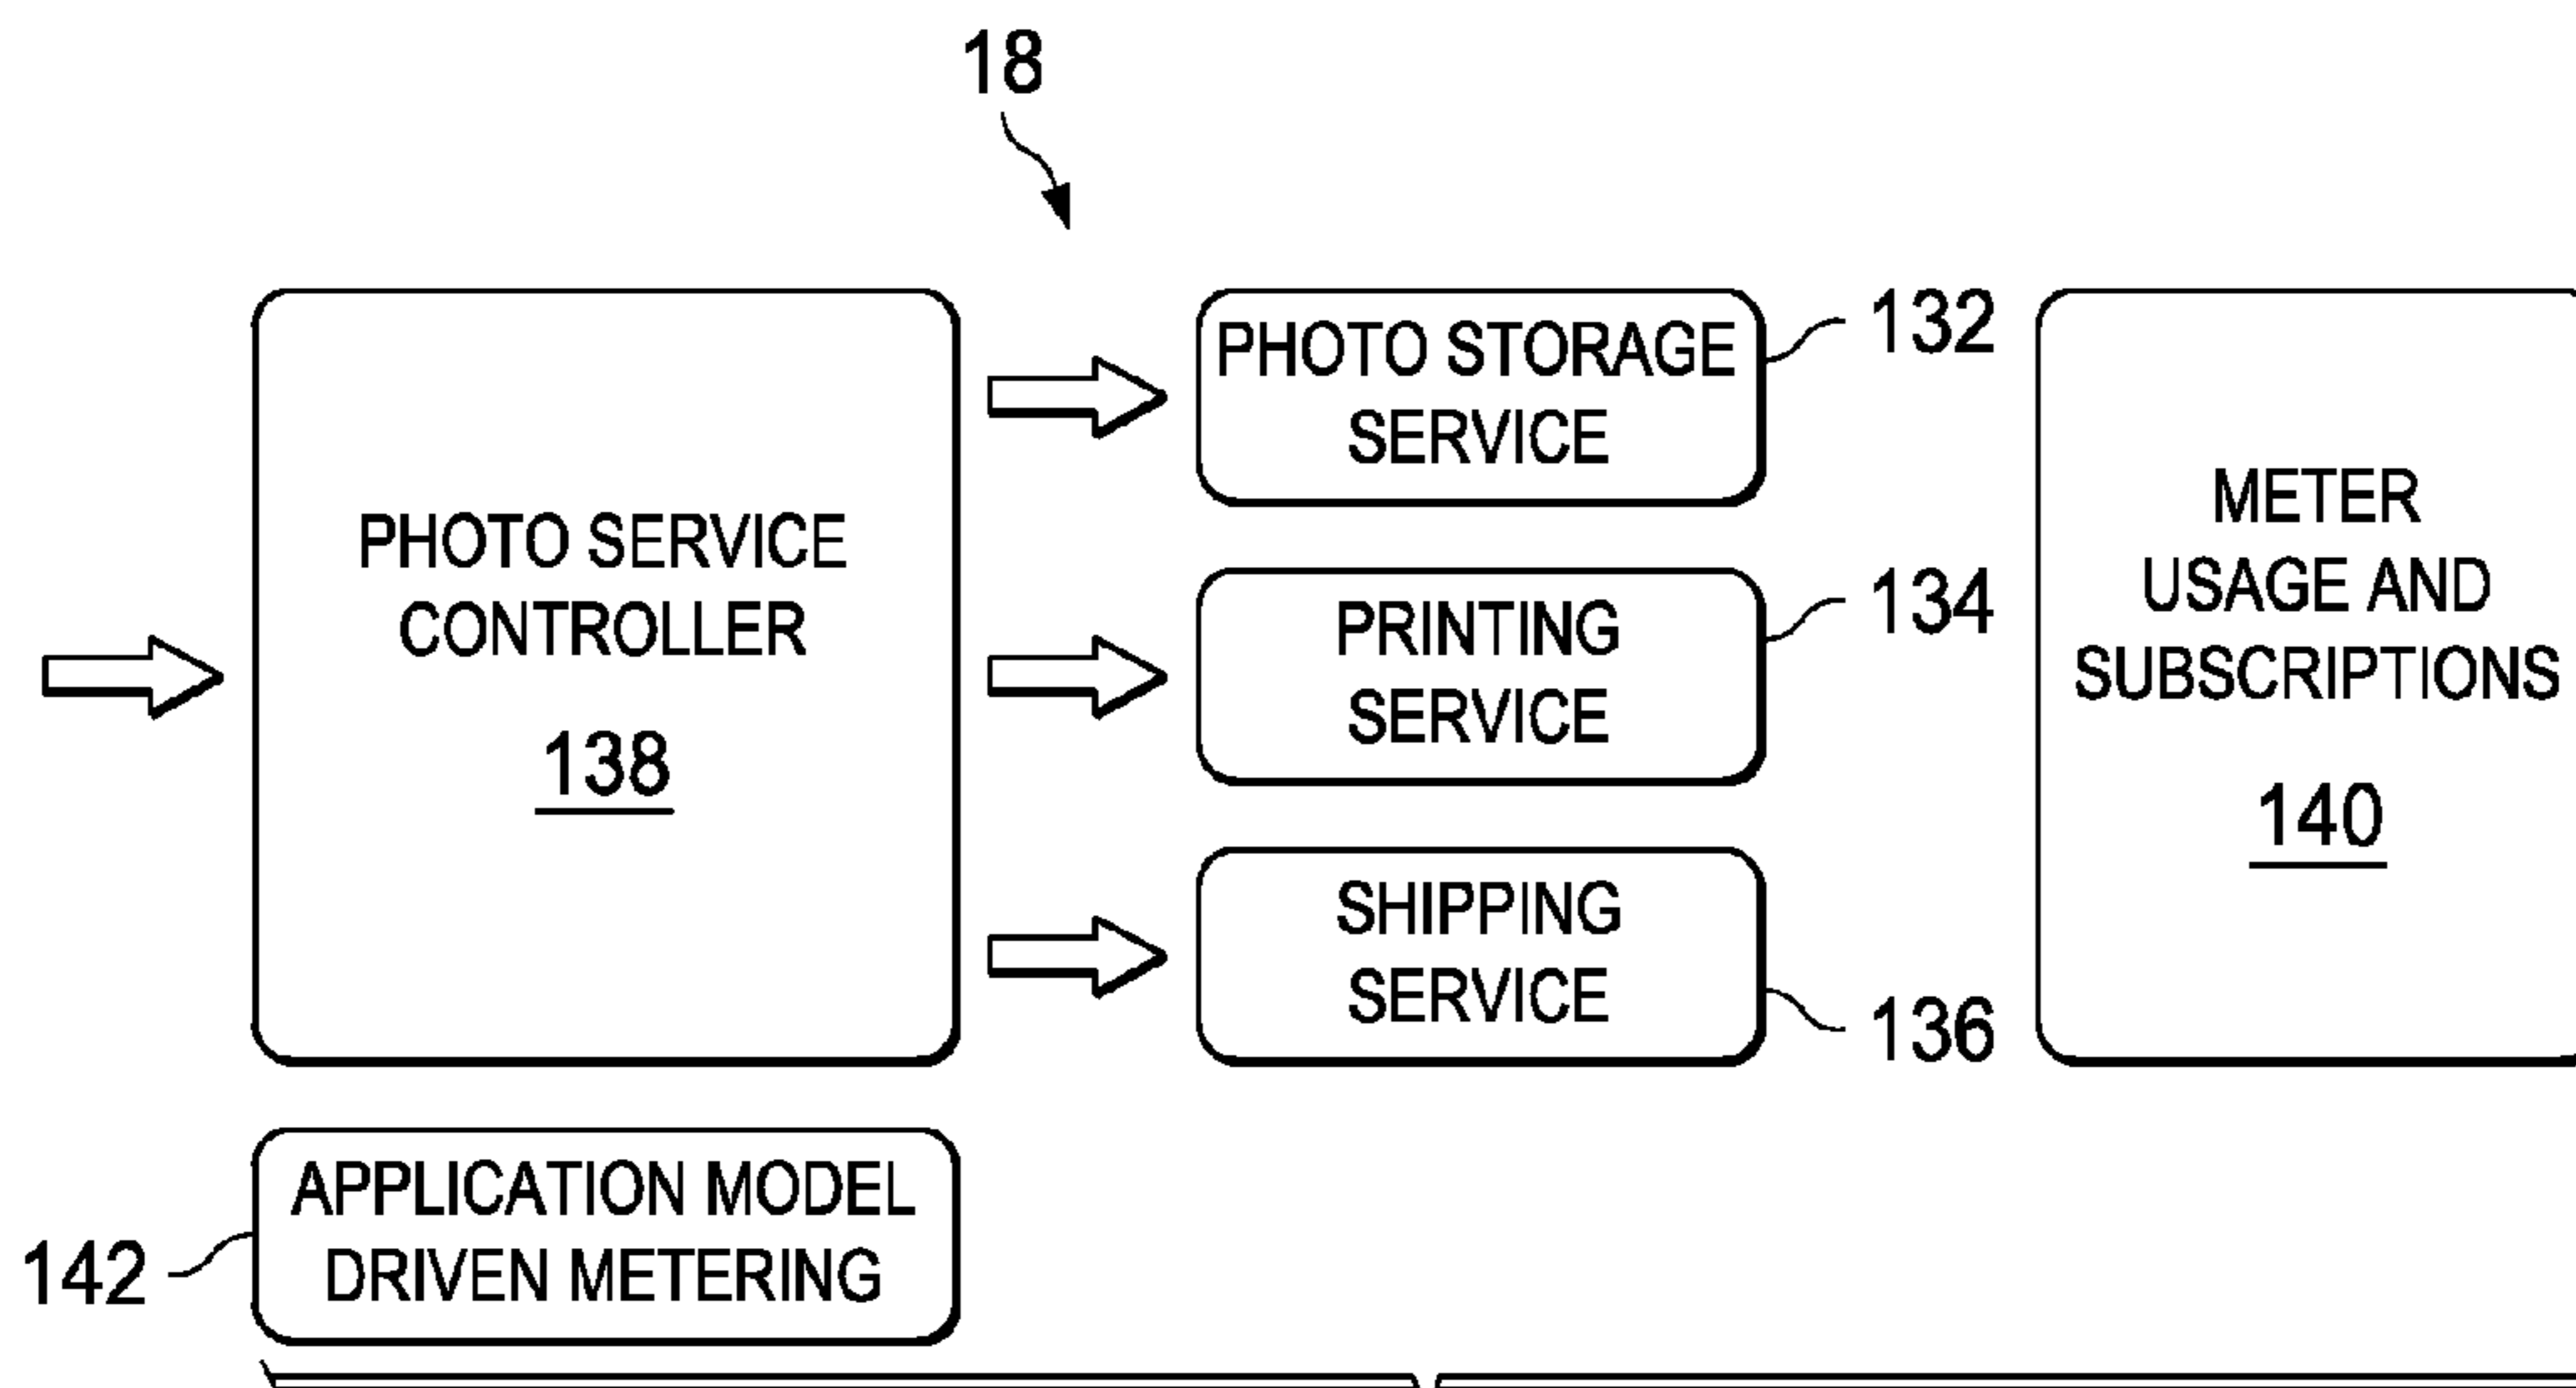 18
PHOTO SERVICE
CONTROLLER
138
PHOTO STORAGE
SERVICE
132
PRINTING
SERVICE
134
SHIPPING
SERVICE
136
METER
USAGE AND
SUBSCRIPTIONS
140
APPLICATION MODEL
DRIVEN METERING
142